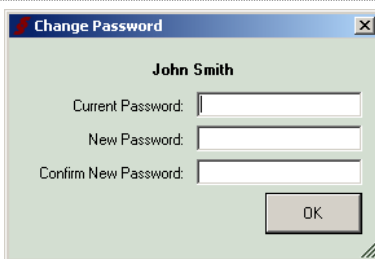 Change Password
John Smith
Current Password:
New Password:
Confirm New Password:
OK